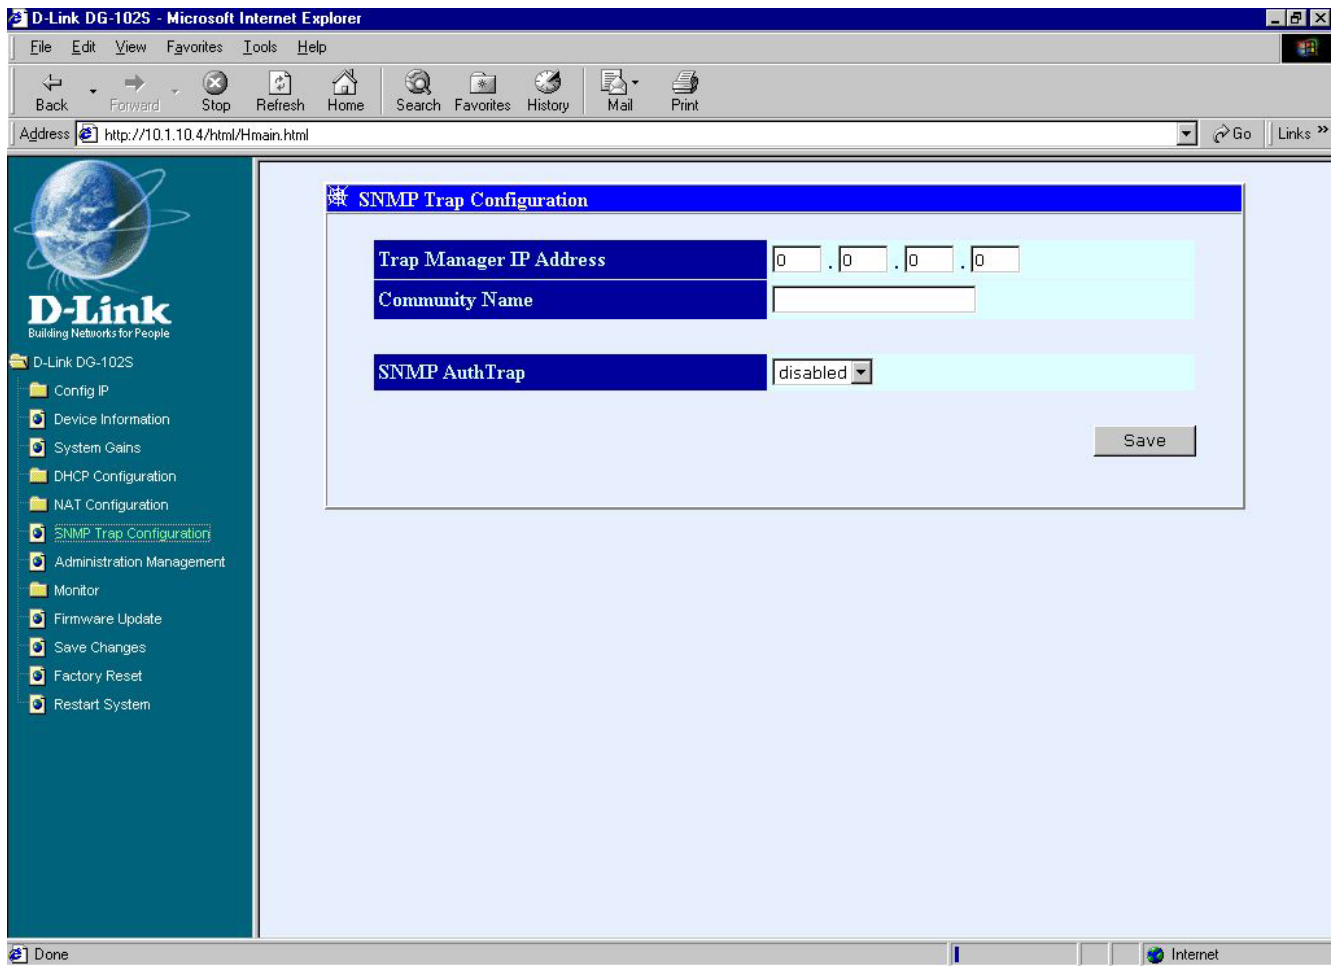 D-Link DG-102S - Microsoft Internet Explorer
File Edit View Favorites Tools Help
Back Forward Stop Refresh Home Search Favorites History Mail Print
Address http://10.1.10.4/html/Hmain.html Go Links »
D-Link
Building Networks for People
D-Link DG-102S
Config IP
Device Information
System Gains
DHCP Configuration
NAT Configuration
SNMP Trap Configuration
Administration Management
Monitor
Firmware Update
Save Changes
Factory Reset
Restart System
SNMP Trap Configuration
Trap Manager IP Address 0 . 0 . 0 . 0
Community Name
SNMP AuthTrap disabled
Save
Done Internet